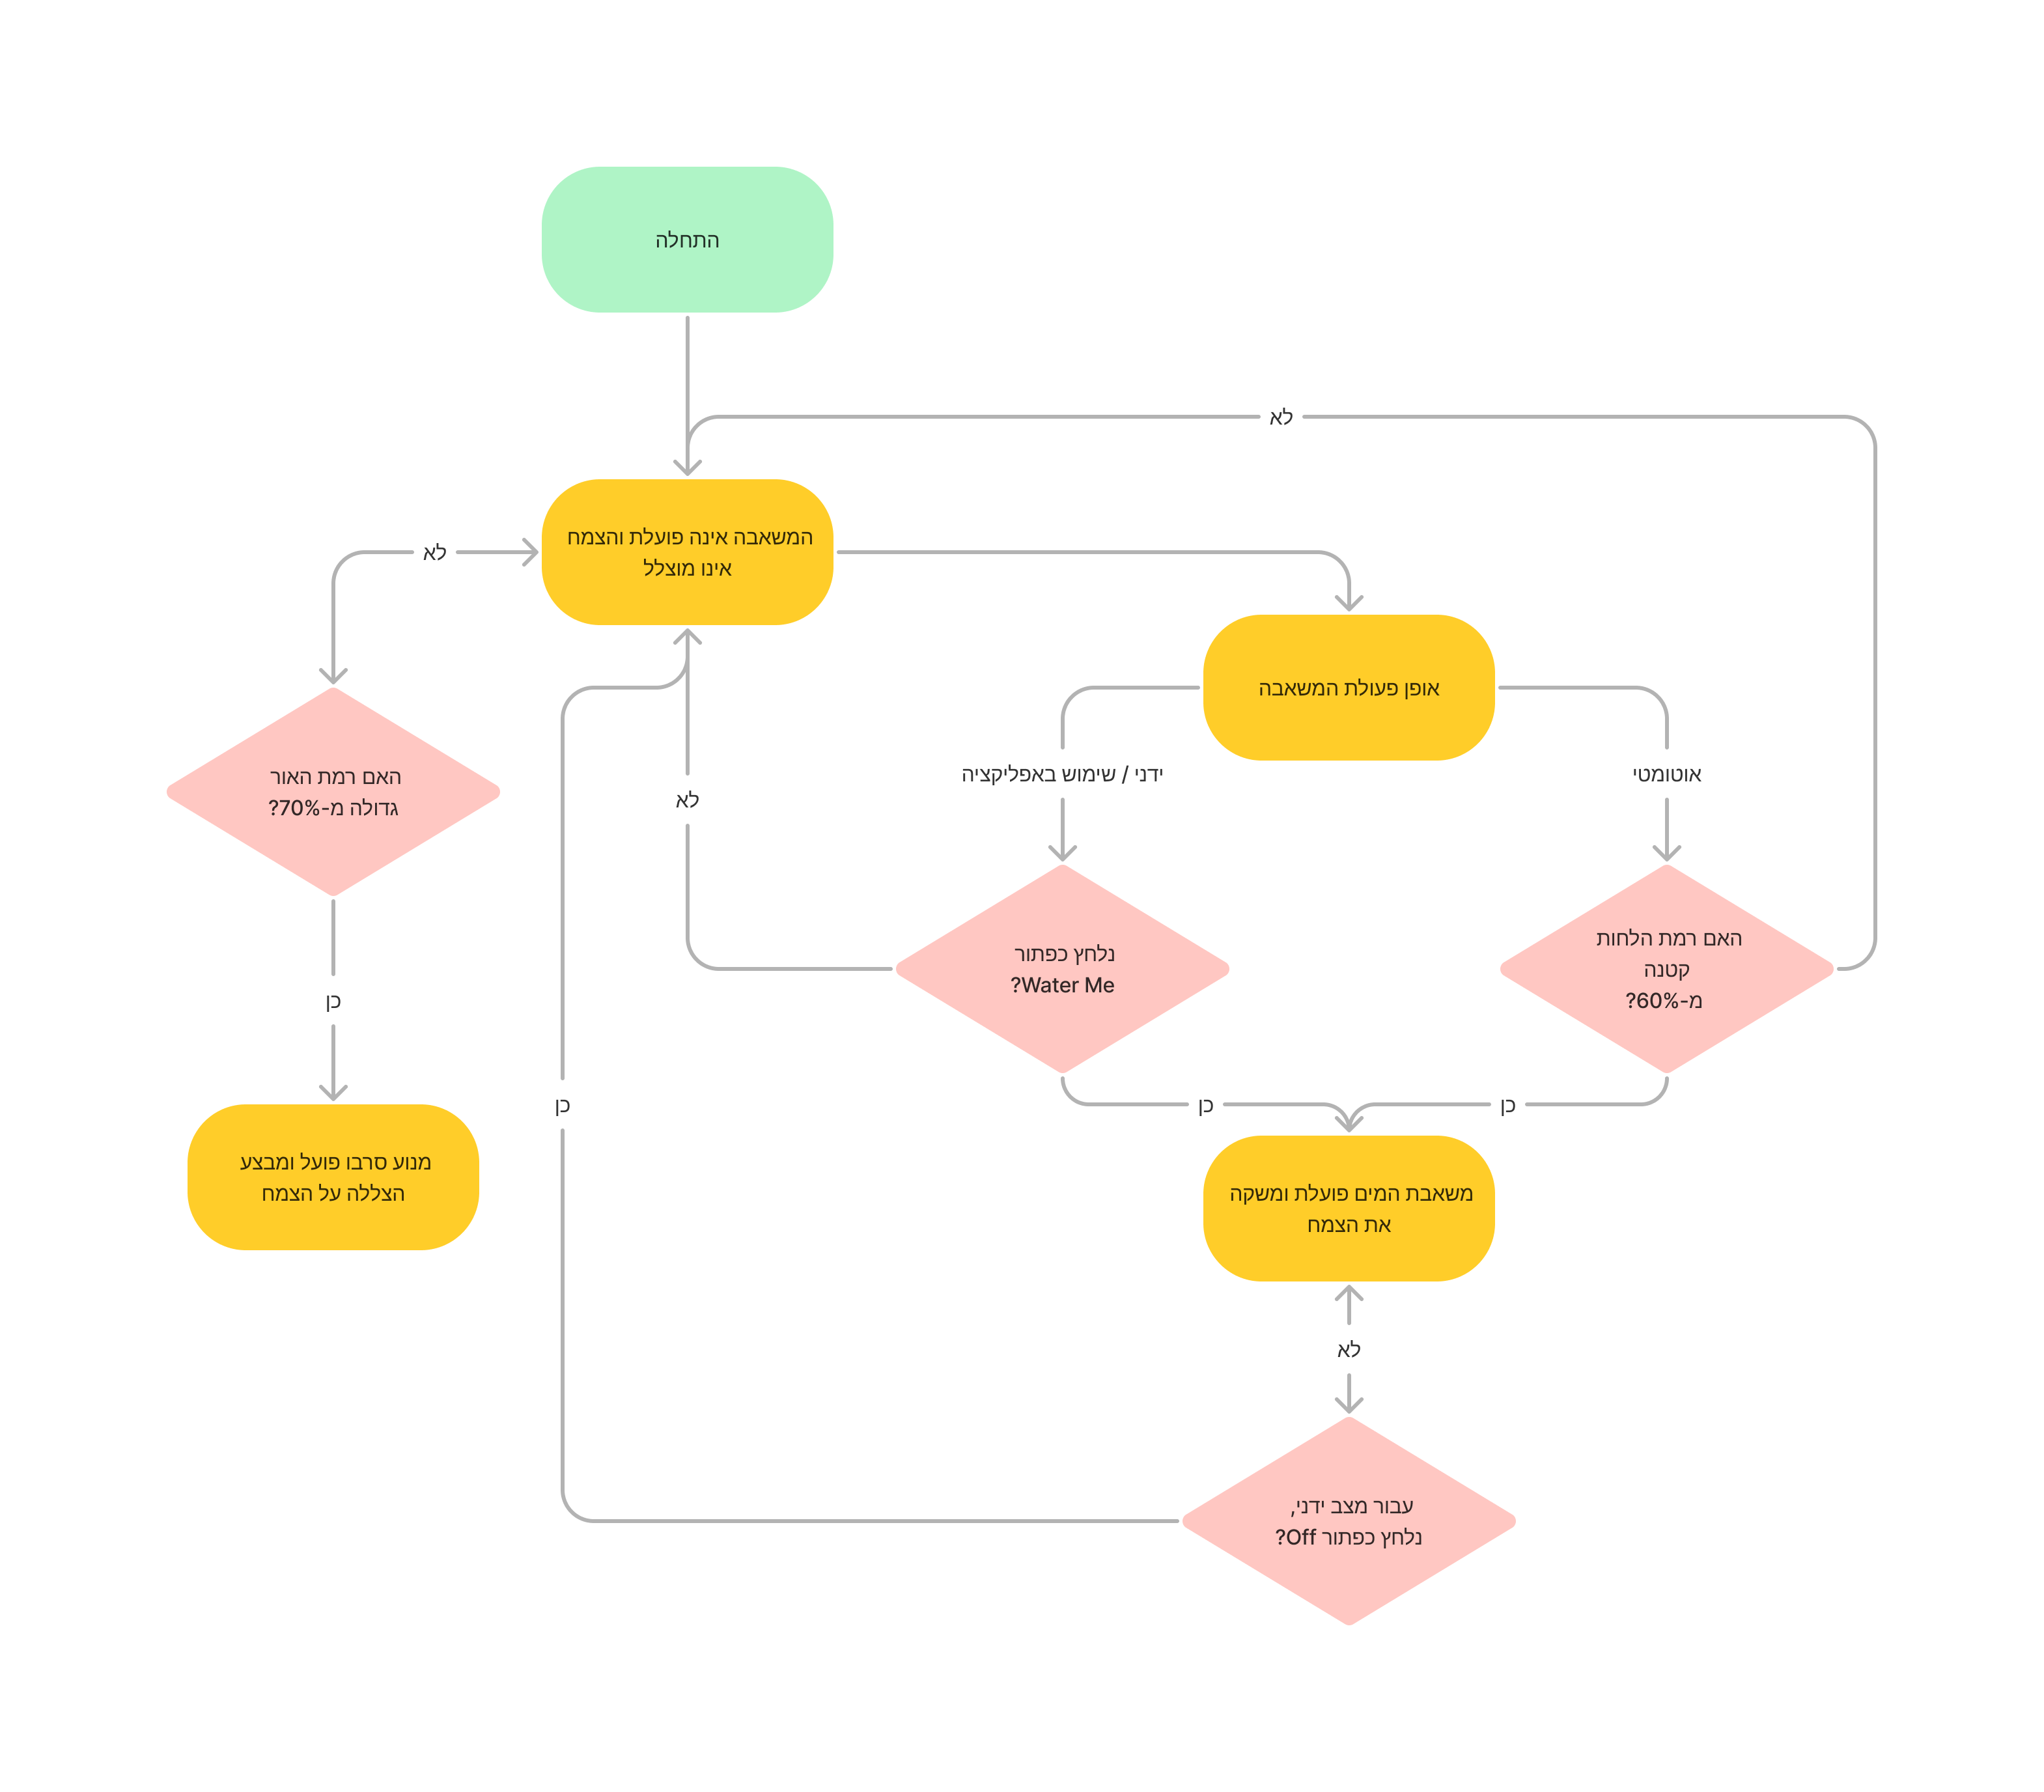 התחלה
לא
המשאבה אינה פועלת והצמח
אינו מוצלל
לא
אופן פעולת המשאבה
ידני / שימוש באפליקציה
אוטומטי
האם רמת האור
גדולה מ-70%?
לא
נלחץ כפתור
Water Me?
האם רמת הלחות
קטנה
מ-60%?
כן
כן
כן
כן
מנוע סרבו פועל ומבצע
הצללה על הצמח
משאבת המים פועלת ומשקה
את הצמח
לא
עבור מצב ידני,
נלחץ כפתור Off?